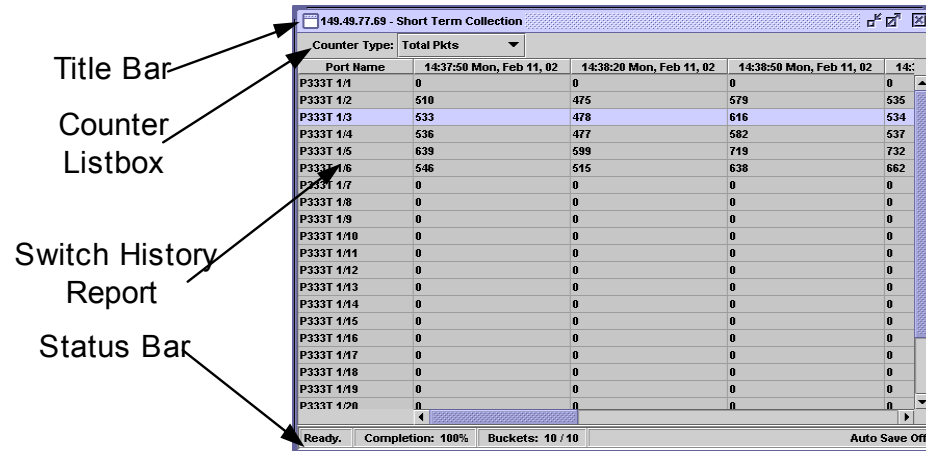 149.49.77.69 - Short Term Collection
Counter Type: Total Pkts
Port Name 14:37:50 Mon, Feb 11, 02 14:38:20 Mon, Feb 11, 02 14:38:50 Mon, Feb 11, 02
P333T 1/1 0 0 0 0
P333T 1/2 510 475 579 535
P333T 1/3 533 478 616 534
P333T 1/4 536 477 582 537
P333T 1/5 639 599 719 732
P333T 1/6 546 515 638 662
P333T 1/7 0 0 0 0
P333T 1/8 0 0 0 0
P333T 1/9 0 0 0 0
P333T 1/10 0 0 0 0
P333T 1/11 0 0 0 0
P333T 1/12 0 0 0 0
P333T 1/13 0 0 0 0
P333T 1/14 0 0 0 0
P333T 1/15 0 0 0 0
P333T 1/16 0 0 0 0
P333T 1/17 0 0 0 0
P333T 1/18 0 0 0 0
P333T 1/19 0 0 0 0
P333T 1/20 0 0 0 0
Ready. Completion: 100% Buckets: 10 / 10 Auto Save Off
Title Bar
Counter
Listbox
Switch History
Report
Status Bar